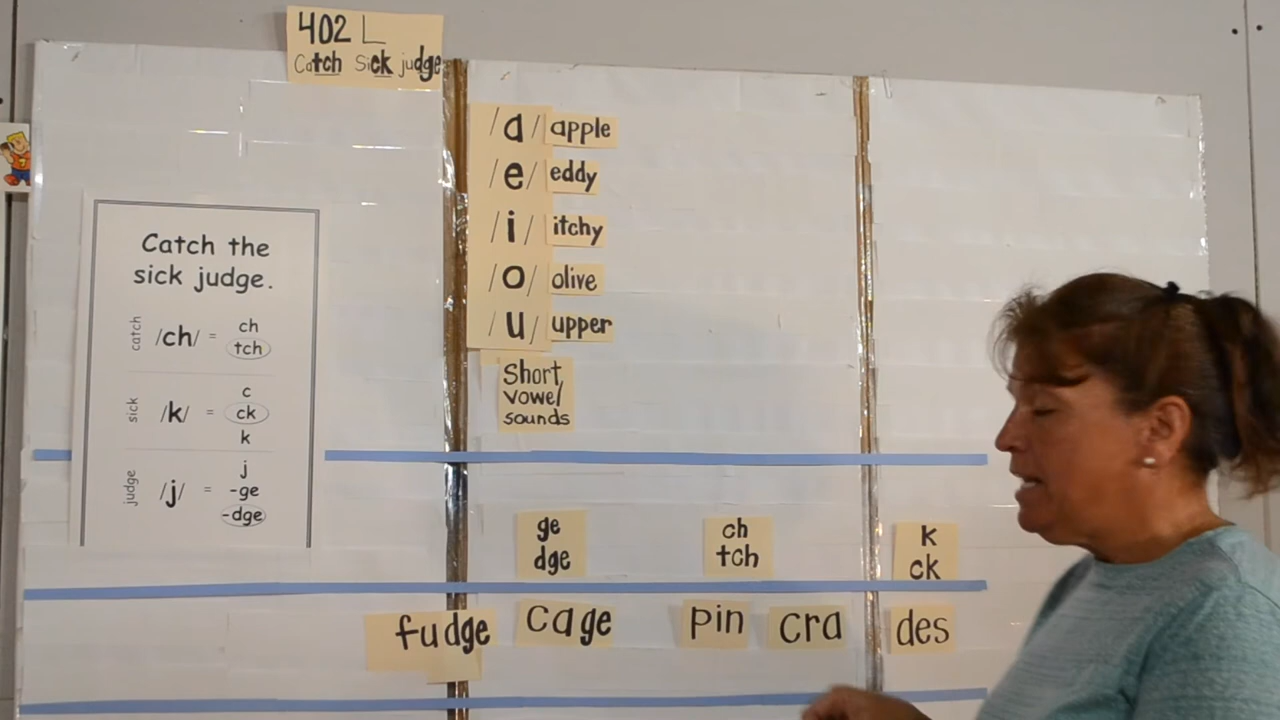 402 L
Catch Sick judge
/a/ apple
/e/ eddy
/i/ itchy
/o/ olive
/u/ upper
Short
vowel
sounds
Catch the
sick judge.
catch /ch/ = ch
tch
sick /k/ = c
ck
k
judge /j/ = j
-ge
-dge
ge
dge
ch
tch
k
ck
fudge cage pin cra des